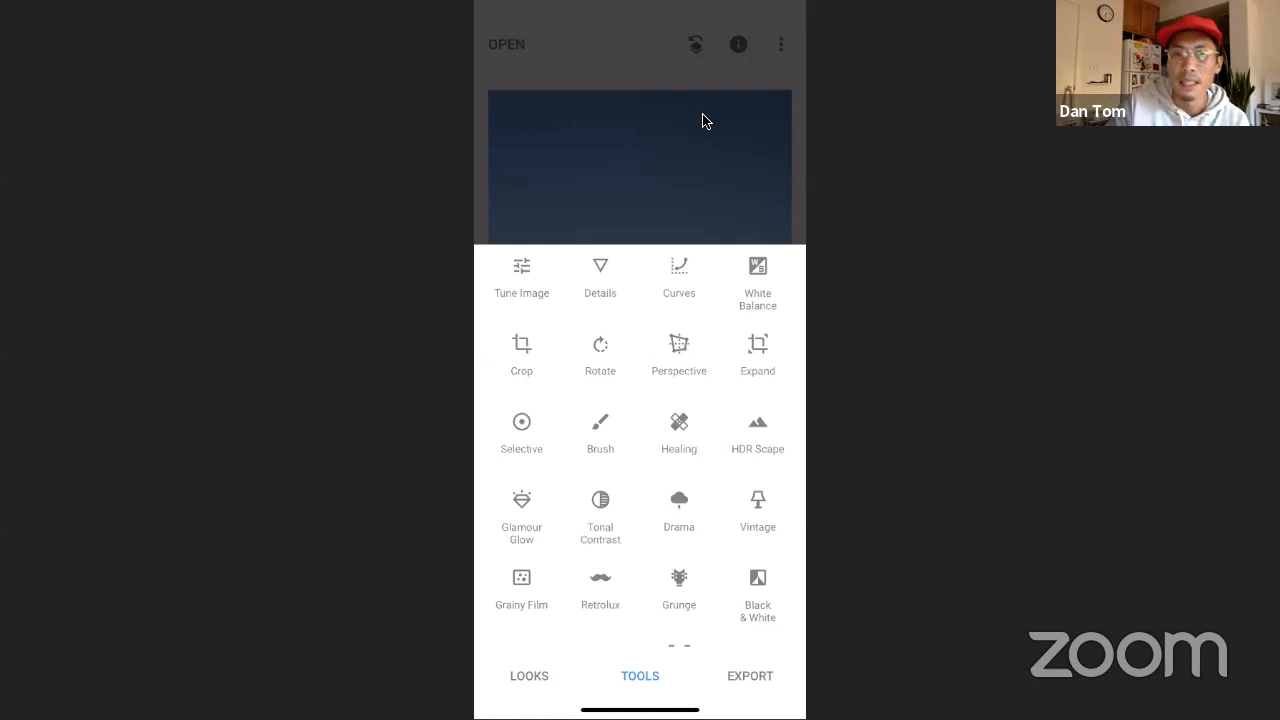 OPEN
Dan Tom
Tune Image
Details
Curves
White
Balance
Crop
Rotate
Perspective
Expand
Selective
Brush
Healing
HDR Scape
Glamour
Glow
Tonal
Contrast
Drama
Vintage
Grainy Film
Retrolux
Grunge
Black
& White
LOOKS
TOOLS
EXPORT
zoom